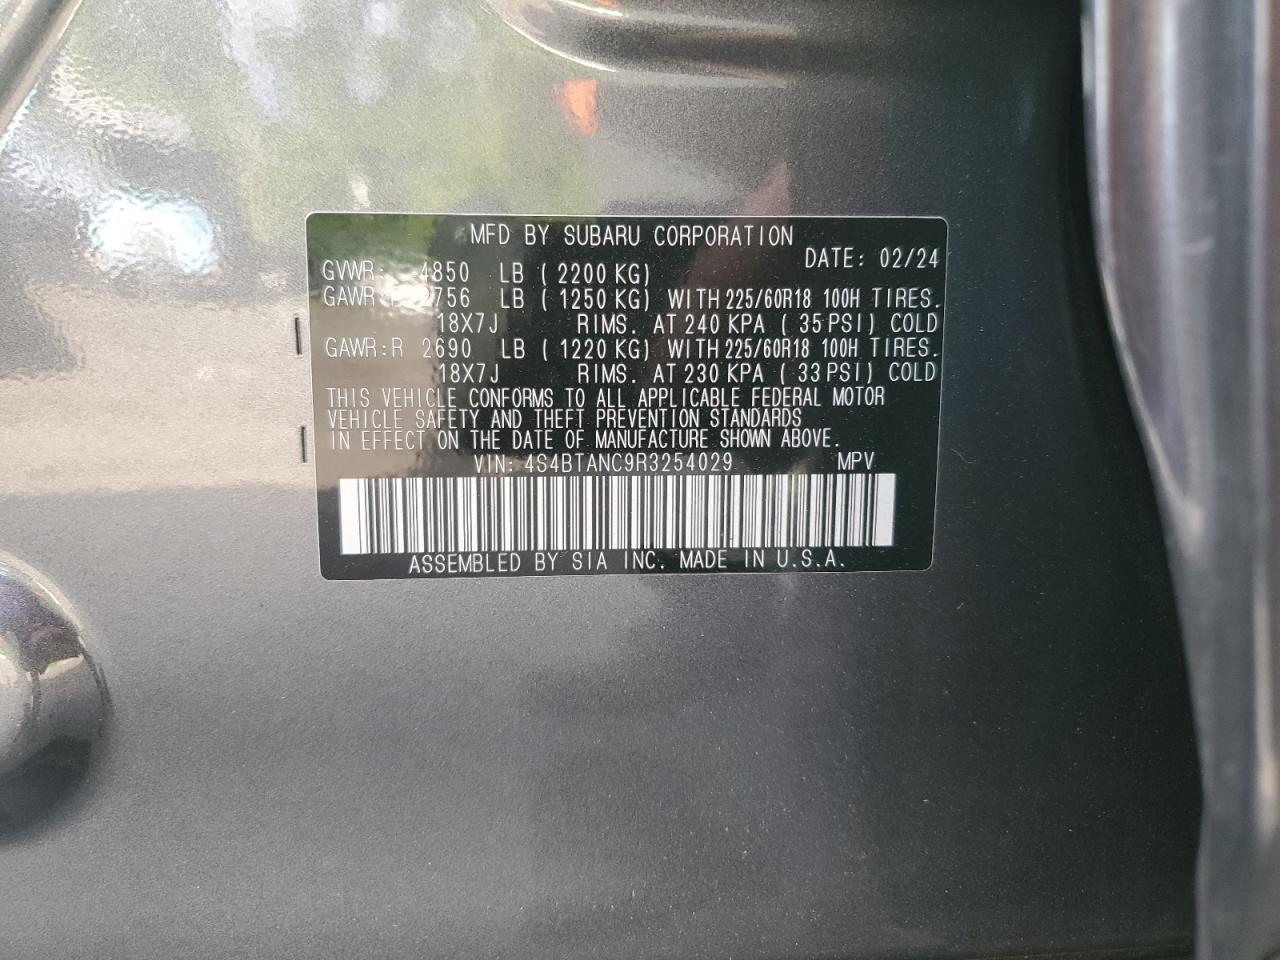 MFD BY SUBARU CORPORATION
DATE: 02/24
GVWR: 4850 LB ( 2200 KG)
GAWR:F 2756 LB ( 1250 KG) WITH 225/60R18 100H TIRES.
18X7J RIMS. AT 240 KPA ( 35 PSI) COLD
GAWR:R 2690 LB ( 1220 KG) WITH 225/60R18 100H TIRES.
18X7J RIMS. AT 230 KPA ( 33 PSI) COLD
THIS VEHICLE CONFORMS TO ALL APPLICABLE FEDERAL MOTOR
VEHICLE SAFETY AND THEFT PREVENTION STANDARDS
IN EFFECT ON THE DATE OF MANUFACTURE SHOWN ABOVE.
VIN: 4S4BTANC9R3254029 MPV
ASSEMBLED BY SIA INC. MADE IN U.S.A.